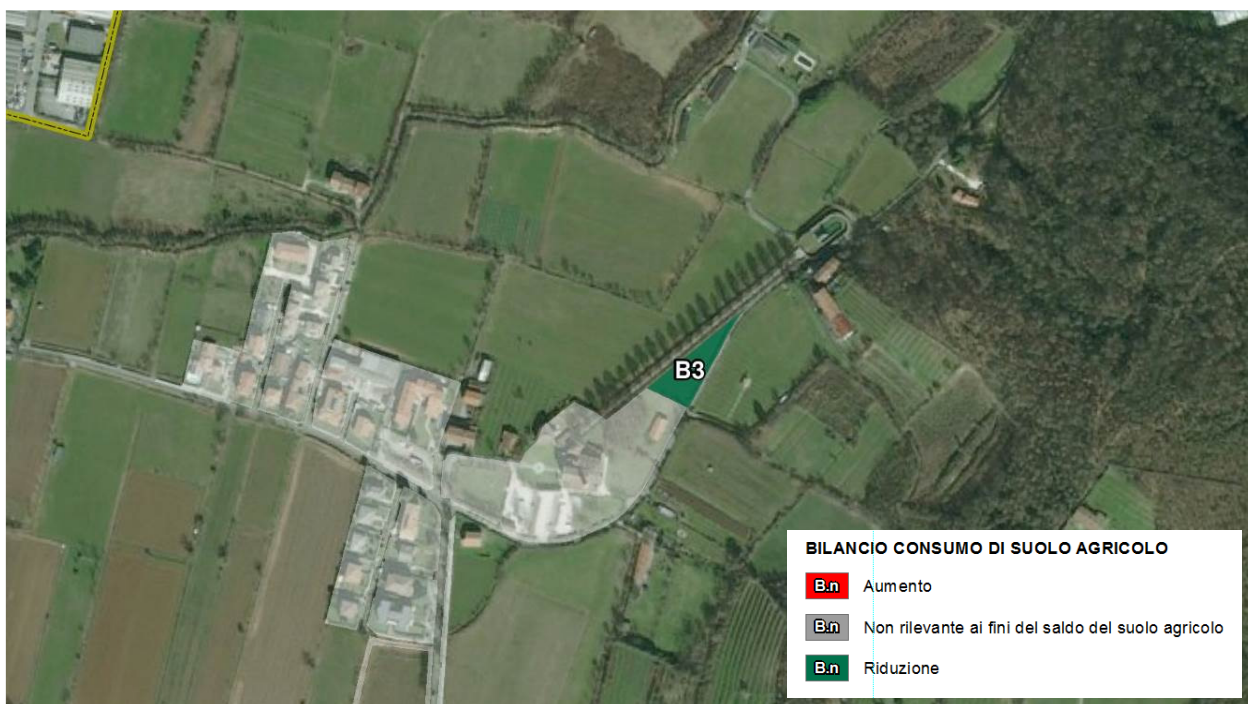 B3
BILANCIO CONSUMO DI SUOLO AGRICOLO
B.n Aumento
B.n Non rilevante ai fini del saldo del suolo agricolo
B.n Riduzione